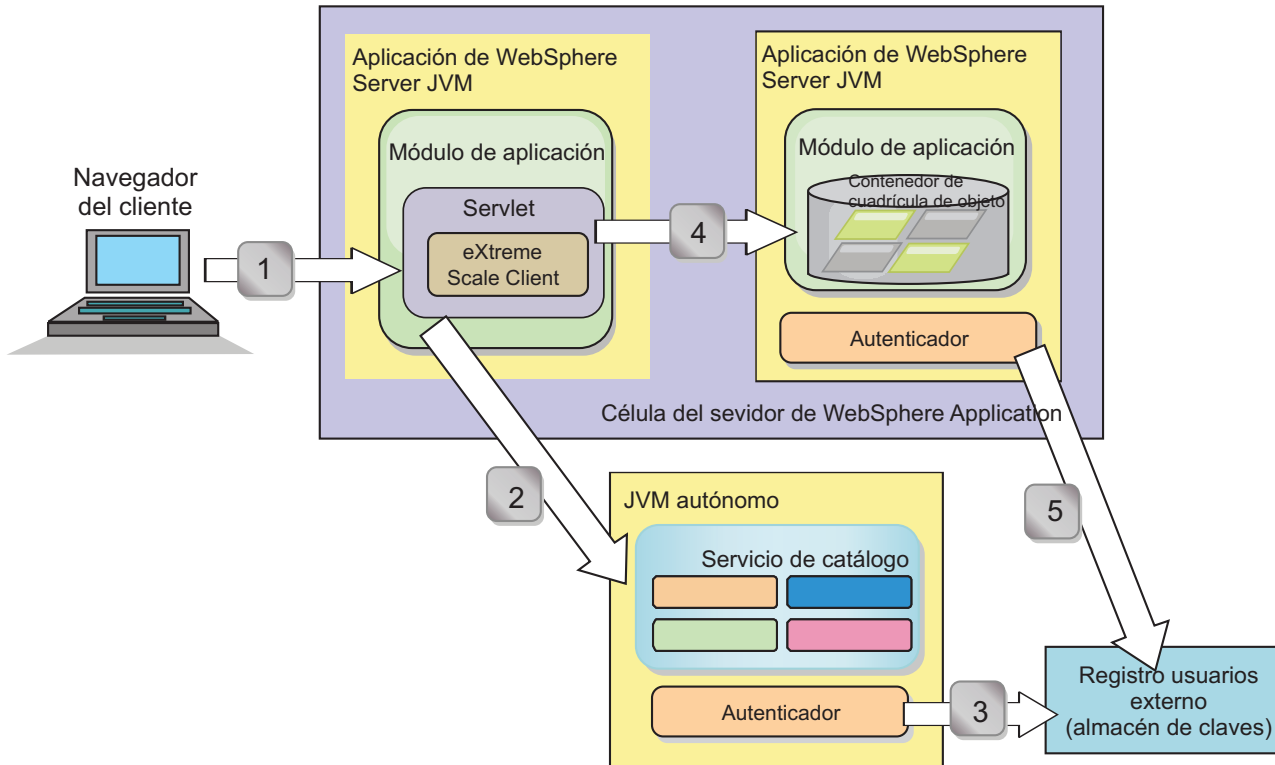 Navegador
del cliente
1
Aplicación de WebSphere
Server JVM
Módulo de aplicación
Servlet
eXtreme
Scale Client
4
Aplicación de WebSphere
Server JVM
Módulo de aplicación
Contenedor de
cuadrícula de objeto
Autenticador
Célula del sevidor de WebSphere Application
2
JVM autónomo
Servicio de catálogo
Autenticador
3
5
Registro usuarios
externo
(almacén de claves)